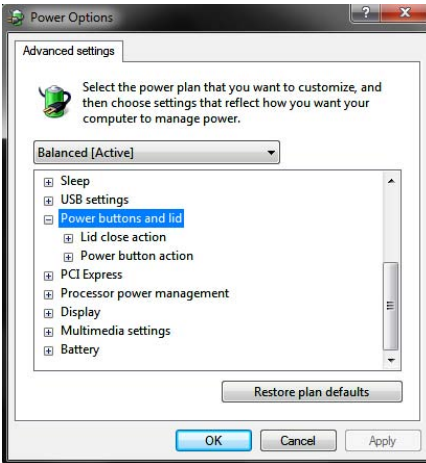 Power Options
Advanced settings
Select the power plan that you want to customize, and
then choose settings that reflect how you want your
computer to manage power.
Balanced [Active]
Sleep
USB settings
Power buttons and lid
Lid close action
Power button action
PCI Express
Processor power management
Display
Multimedia settings
Battery
Restore plan defaults
OK Cancel Apply